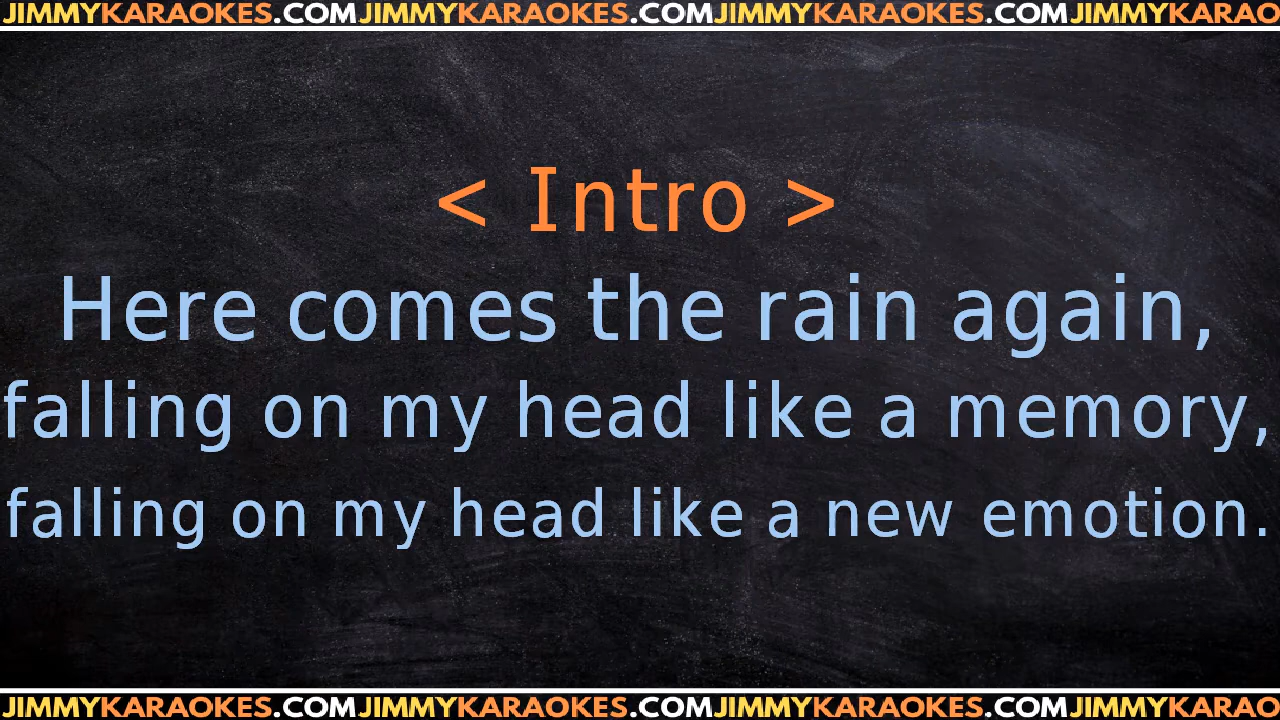 JIMMYKARAOKES.COMJIMMYKARAOKES.COMJIMMYKARAOKES.COMJIMMYKARAO
< Intro >
Here comes the rain again,
falling on my head like a memory,
falling on my head like a new emotion.
JIMMYKARAOKES.COMJIMMYKARAOKES.COMJIMMYKARAOKES.COMJIMMYKARAO